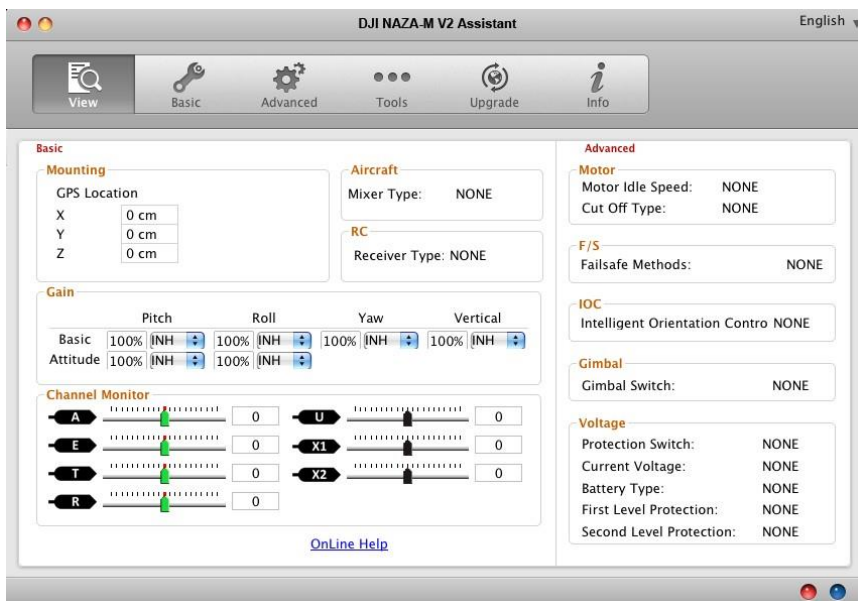 DJI NAZA-M V2 Assistant
English
View
Basic
Advanced
Tools
Upgrade
Info
Basic
Mounting
GPS Location
X 0 cm
Y 0 cm
Z 0 cm
Aircraft
Mixer Type: NONE
RC
Receiver Type: NONE
Gain
Pitch Roll Yaw Vertical
Basic 100% INH 100% INH 100% INH 100% INH
Attitude 100% INH 100% INH
Channel Monitor
A 0 U 0
E 0 X1 0
T 0 X2 0
R 0
OnLine Help
Advanced
Motor
Motor Idle Speed: NONE
Cut Off Type: NONE
F/S
Failsafe Methods: NONE
IOC
Intelligent Orientation Contro NONE
Gimbal
Gimbal Switch: NONE
Voltage
Protection Switch: NONE
Current Voltage: NONE
Battery Type: NONE
First Level Protection: NONE
Second Level Protection: NONE